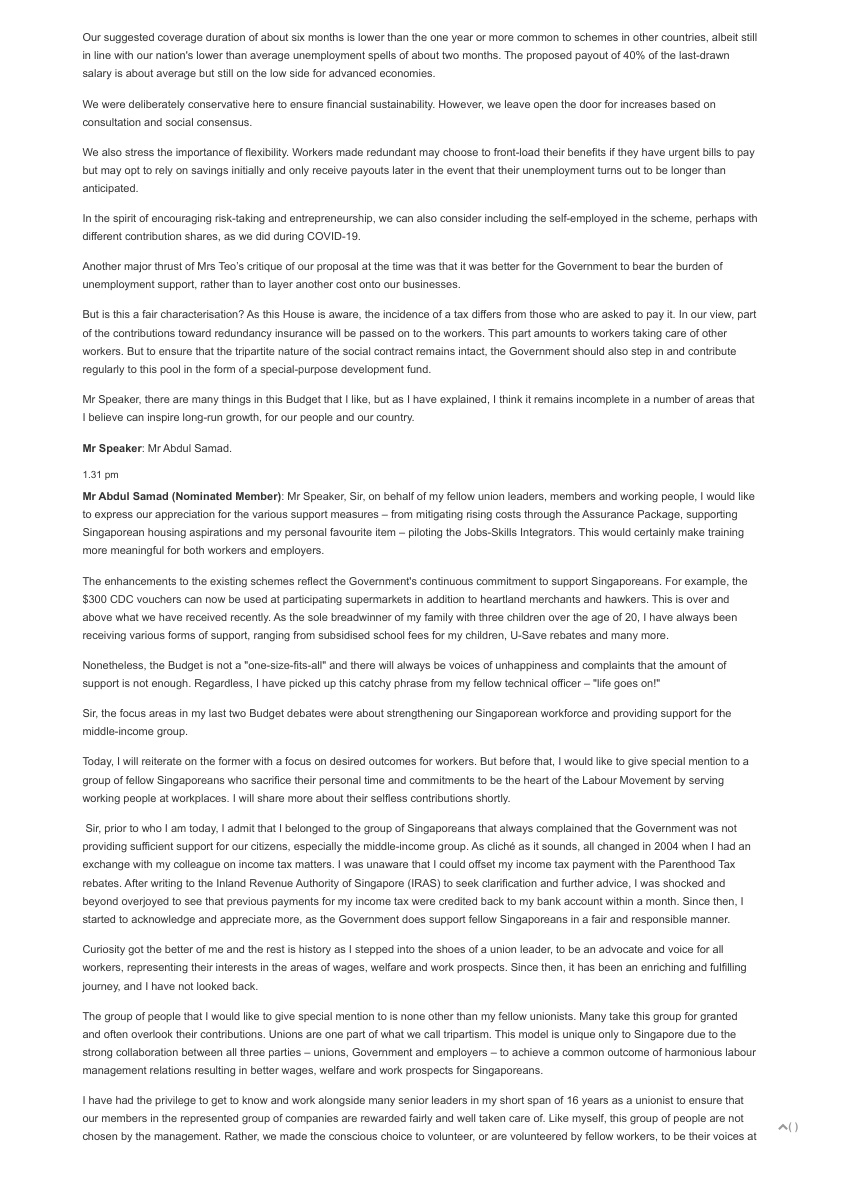 Our suggested coverage duration of about six months is lower than the one year or more common to schemes in other countries, albeit still
in line with our nation's lower than average unemployment spells of about two months. The proposed payout of 40% of the last-drawn
salary is about average but still on the low side for advanced economies.
We were deliberately conservative here to ensure financial sustainability. However, we leave open the door for increases based on
consultation and social consensus.
We also stress the importance of flexibility. Workers made redundant may choose to front-load their benefits if they have urgent bills to pay
but may opt to rely on savings initially and only receive payouts later in the event that their unemployment turns out to be longer than
anticipated.
In the spirit of encouraging risk-taking and entrepreneurship, we can also consider including the self-employed in the scheme, perhaps with
different contribution shares, as we did during COVID-19.
Another major thrust of Mrs Teo's critique of our proposal at the time was that it was better for the Government to bear the burden of
unemployment support, rather than to layer another cost onto our businesses.
But is this a fair characterisation? As this House is aware, the incidence of a tax differs from those who are asked to pay it. In our view, part
of the contributions toward redundancy insurance will be passed on to the workers. This part amounts to workers taking care of other
workers. But to ensure that the tripartite nature of the social contract remains intact, the Government should also step in and contribute
regularly to this pool in the form of a special-purpose development fund.
Mr Speaker, there are many things in this Budget that I like, but as I have explained, I think it remains incomplete in a number of areas that
I believe can inspire long-run growth, for our people and our country.
Mr Speaker: Mr Abdul Samad.
1.31 pm
Mr Abdul Samad (Nominated Member): Mr Speaker, Sir, on behalf of my fellow union leaders, members and working people, I would like
to express our appreciation for the various support measures – from mitigating rising costs through the Assurance Package, supporting
Singaporean housing aspirations and my personal favourite item – piloting the Jobs-Skills Integrators. This would certainly make training
more meaningful for both workers and employers.
The enhancements to the existing schemes reflect the Government's continuous commitment to support Singaporeans. For example, the
$300 CDC vouchers can now be used at participating supermarkets in addition to heartland merchants and hawkers. This is over and
above what we have received recently. As the sole breadwinner of my family with three children over the age of 20, I have always been
receiving various forms of support, ranging from subsidised school fees for my children, U-Save rebates and many more.
Nonetheless, the Budget is not a "one-size-fits-all" and there will always be voices of unhappiness and complaints that the amount of
support is not enough. Regardless, I have picked up this catchy phrase from my fellow technical officer – "life goes on!"
Sir, the focus areas in my last two Budget debates were about strengthening our Singaporean workforce and providing support for the
middle-income group.
Today, I will reiterate on the former with a focus on desired outcomes for workers. But before that, I would like to give special mention to a
group of fellow Singaporeans who sacrifice their personal time and commitments to be the heart of the Labour Movement by serving
working people at workplaces. I will share more about their selfless contributions shortly.
Sir, prior to who I am today, I admit that I belonged to the group of Singaporeans that always complained that the Government was not
providing sufficient support for our citizens, especially the middle-income group. As cliché as it sounds, all changed in 2004 when I had an
exchange with my colleague on income tax matters. I was unaware that I could offset my income tax payment with the Parenthood Tax
rebates. After writing to the Inland Revenue Authority of Singapore (IRAS) to seek clarification and further advice, I was shocked and
beyond overjoyed to see that previous payments for my income tax were credited back to my bank account within a month. Since then, I
started to acknowledge and appreciate more, as the Government does support fellow Singaporeans in a fair and responsible manner.
Curiosity got the better of me and the rest is history as I stepped into the shoes of a union leader, to be an advocate and voice for all
workers, representing their interests in the areas of wages, welfare and work prospects. Since then, it has been an enriching and fulfilling
journey, and I have not looked back.
The group of people that I would like to give special mention to is none other than my fellow unionists. Many take this group for granted
and often overlook their contributions. Unions are one part of what we call tripartism. This model is unique only to Singapore due to the
strong collaboration between all three parties – unions, Government and employers – to achieve a common outcome of harmonious labour
management relations resulting in better wages, welfare and work prospects for Singaporeans.
I have had the privilege to get to know and work alongside many senior leaders in my short span of 16 years as a unionist to ensure that
our members in the represented group of companies are rewarded fairly and well taken care of. Like myself, this group of people are not
chosen by the management. Rather, we made the conscious choice to volunteer, or are volunteered by fellow workers, to be their voices at
( )